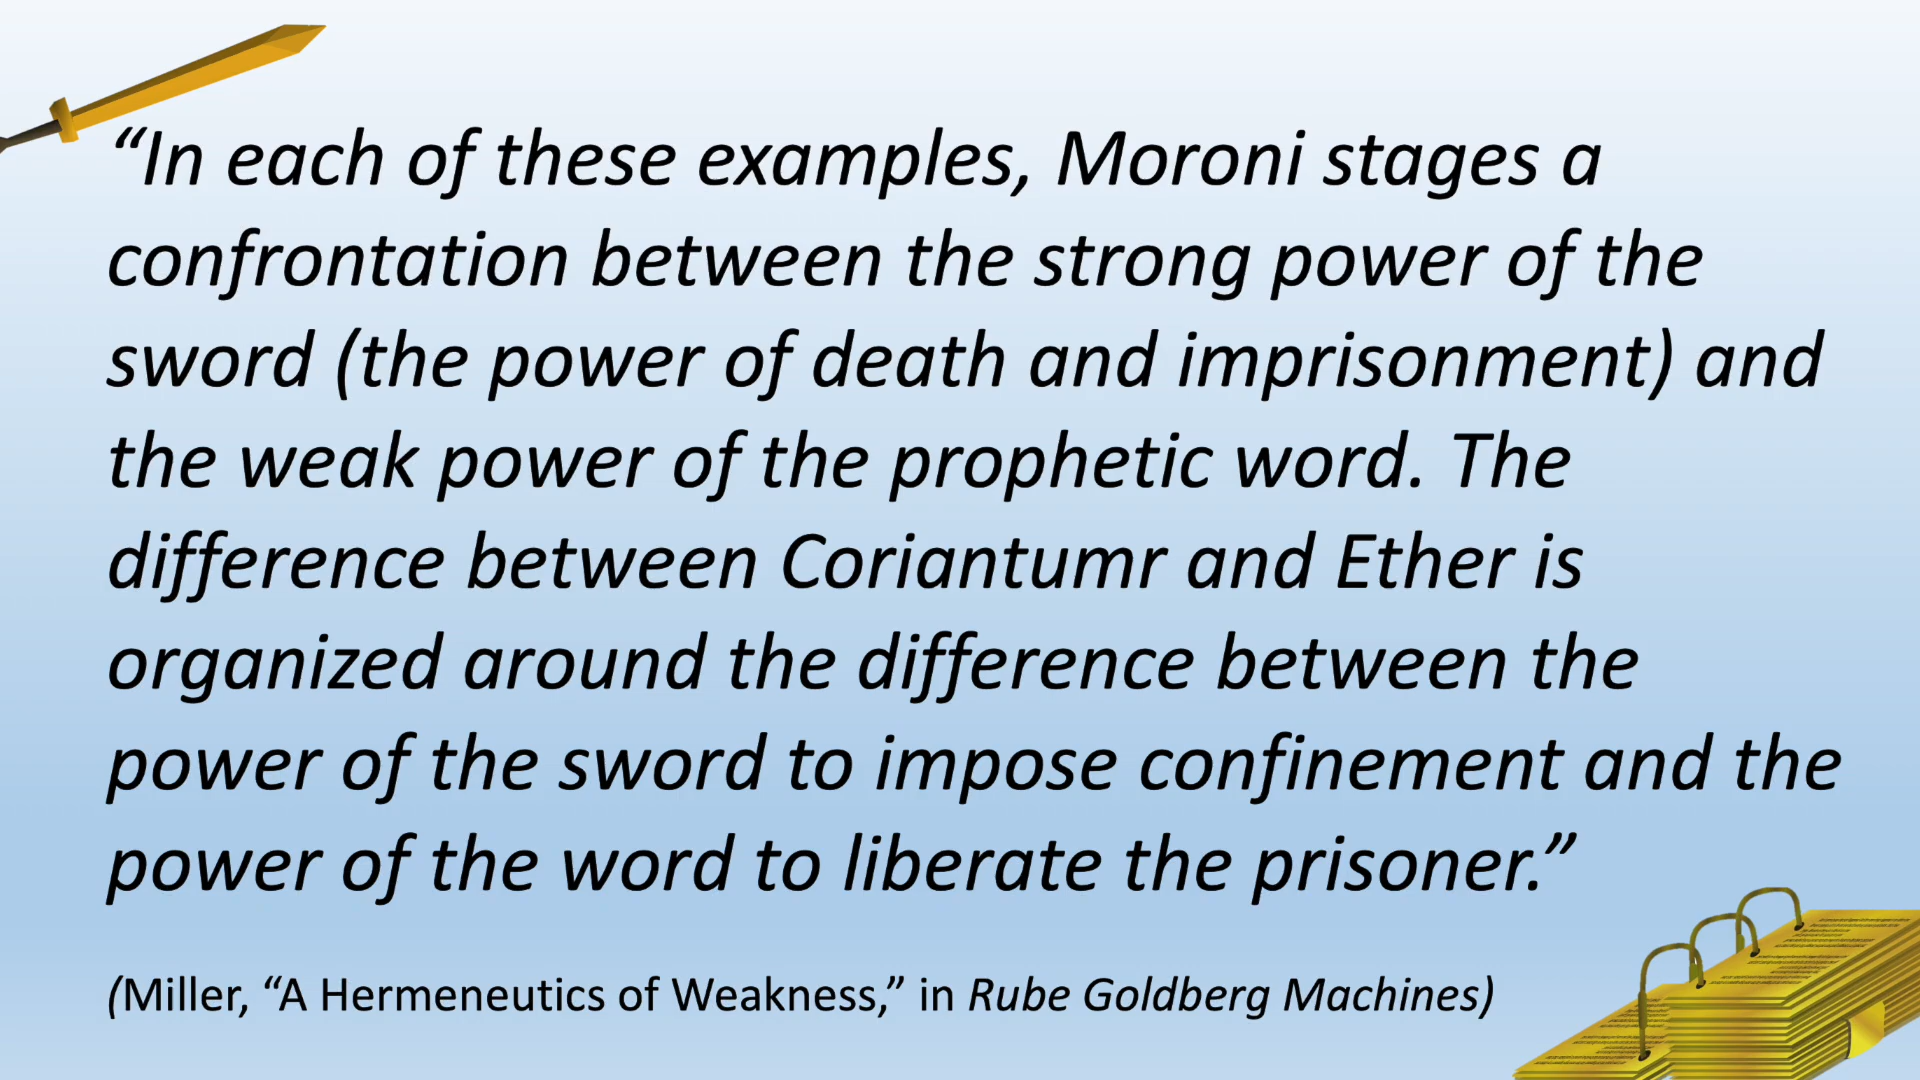 “In each of these examples, Moroni stages a
confrontation between the strong power of the
sword (the power of death and imprisonment) and
the weak power of the prophetic word. The
difference between Coriantumr and Ether is
organized around the difference between the
power of the sword to impose confinement and the
power of the word to liberate the prisoner.”
(Miller, “A Hermeneutics of Weakness,” in Rube Goldberg Machines)